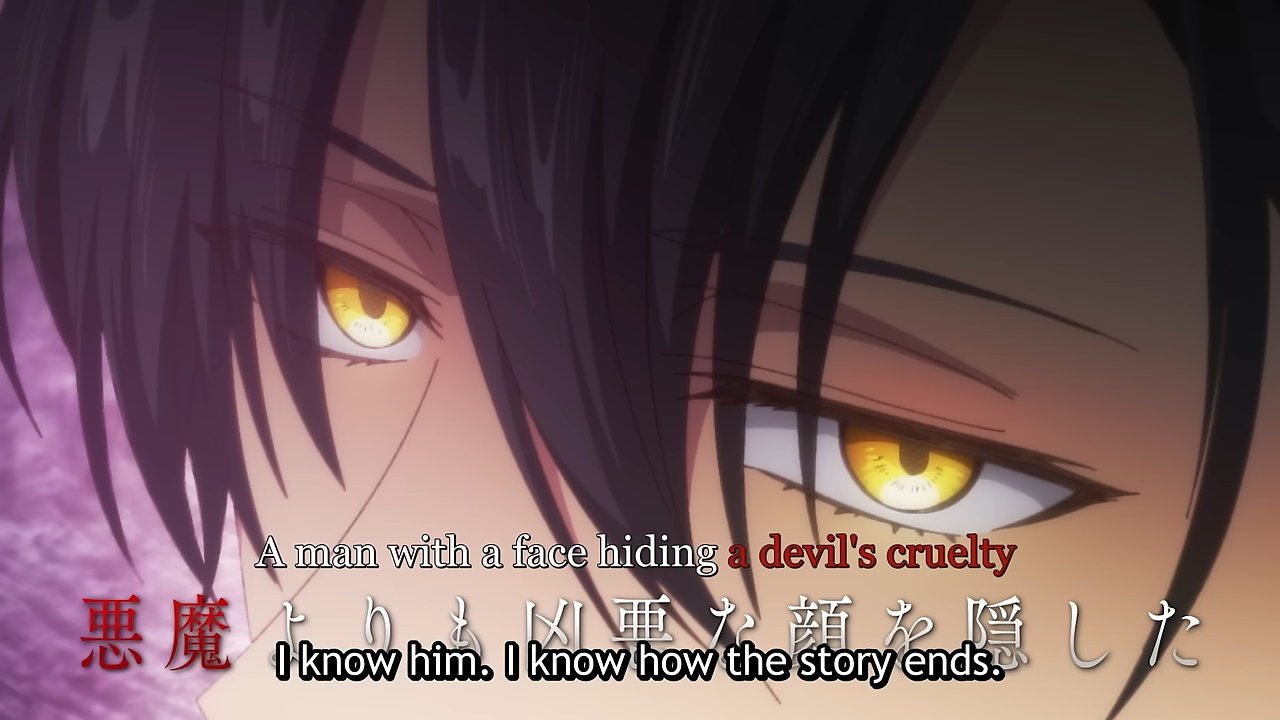 A man with a face hiding a devil's cruelty
悪魔よりも凶悪な顔を隠した
I know him. I know how the story ends.